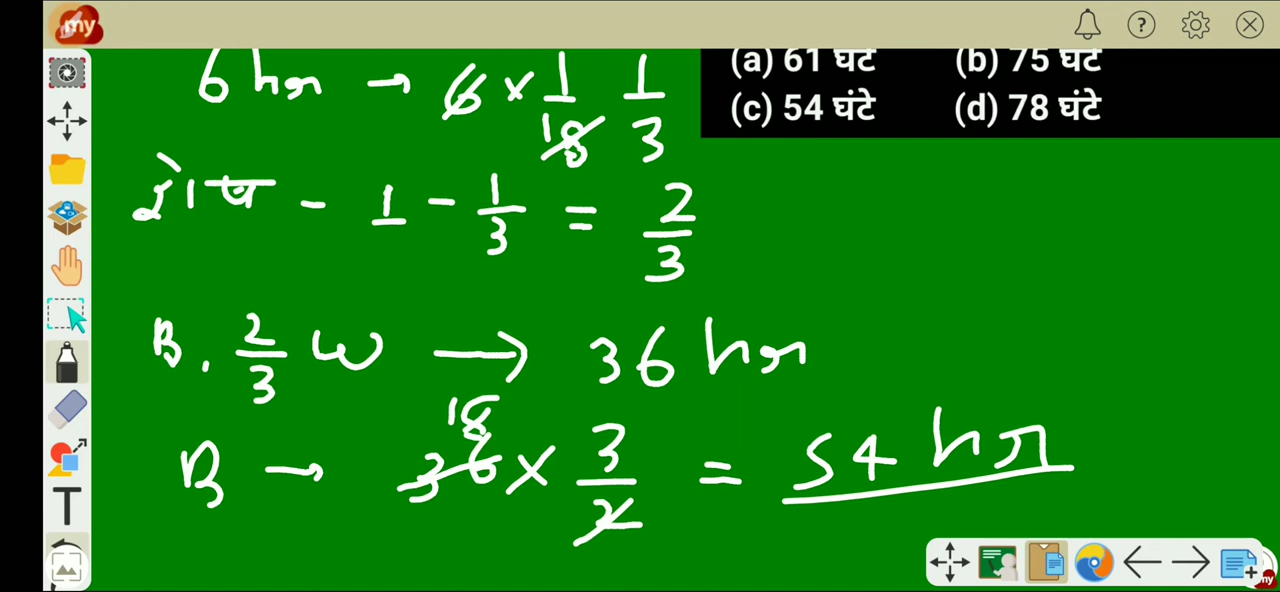 my
6 hr → 6 × 1/18 1/3
(a) 61 घंटे (b) 75 घंटे
(c) 54 घंटे (d) 78 घंटे
शेष - 1 - 1/3 = 2/3
B. 2/3 W → 36 hr
18
B → 36 × 3/2 = 54 hr
T
my